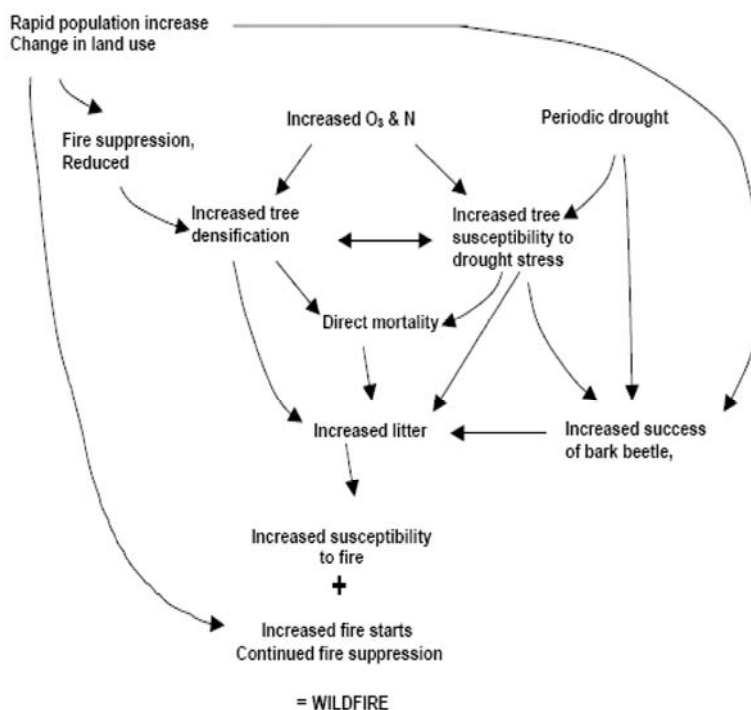 Rapid population increase
Change in land use
Increased O₃ & N
Periodic drought
Fire suppression,
Reduced
Increased tree
densification
Increased tree
susceptibility to
drought stress
Direct mortality
Increased litter
Increased success
of bark beetle,
Increased susceptibility
to fire
+
Increased fire starts
Continued fire suppression
= WILDFIRE